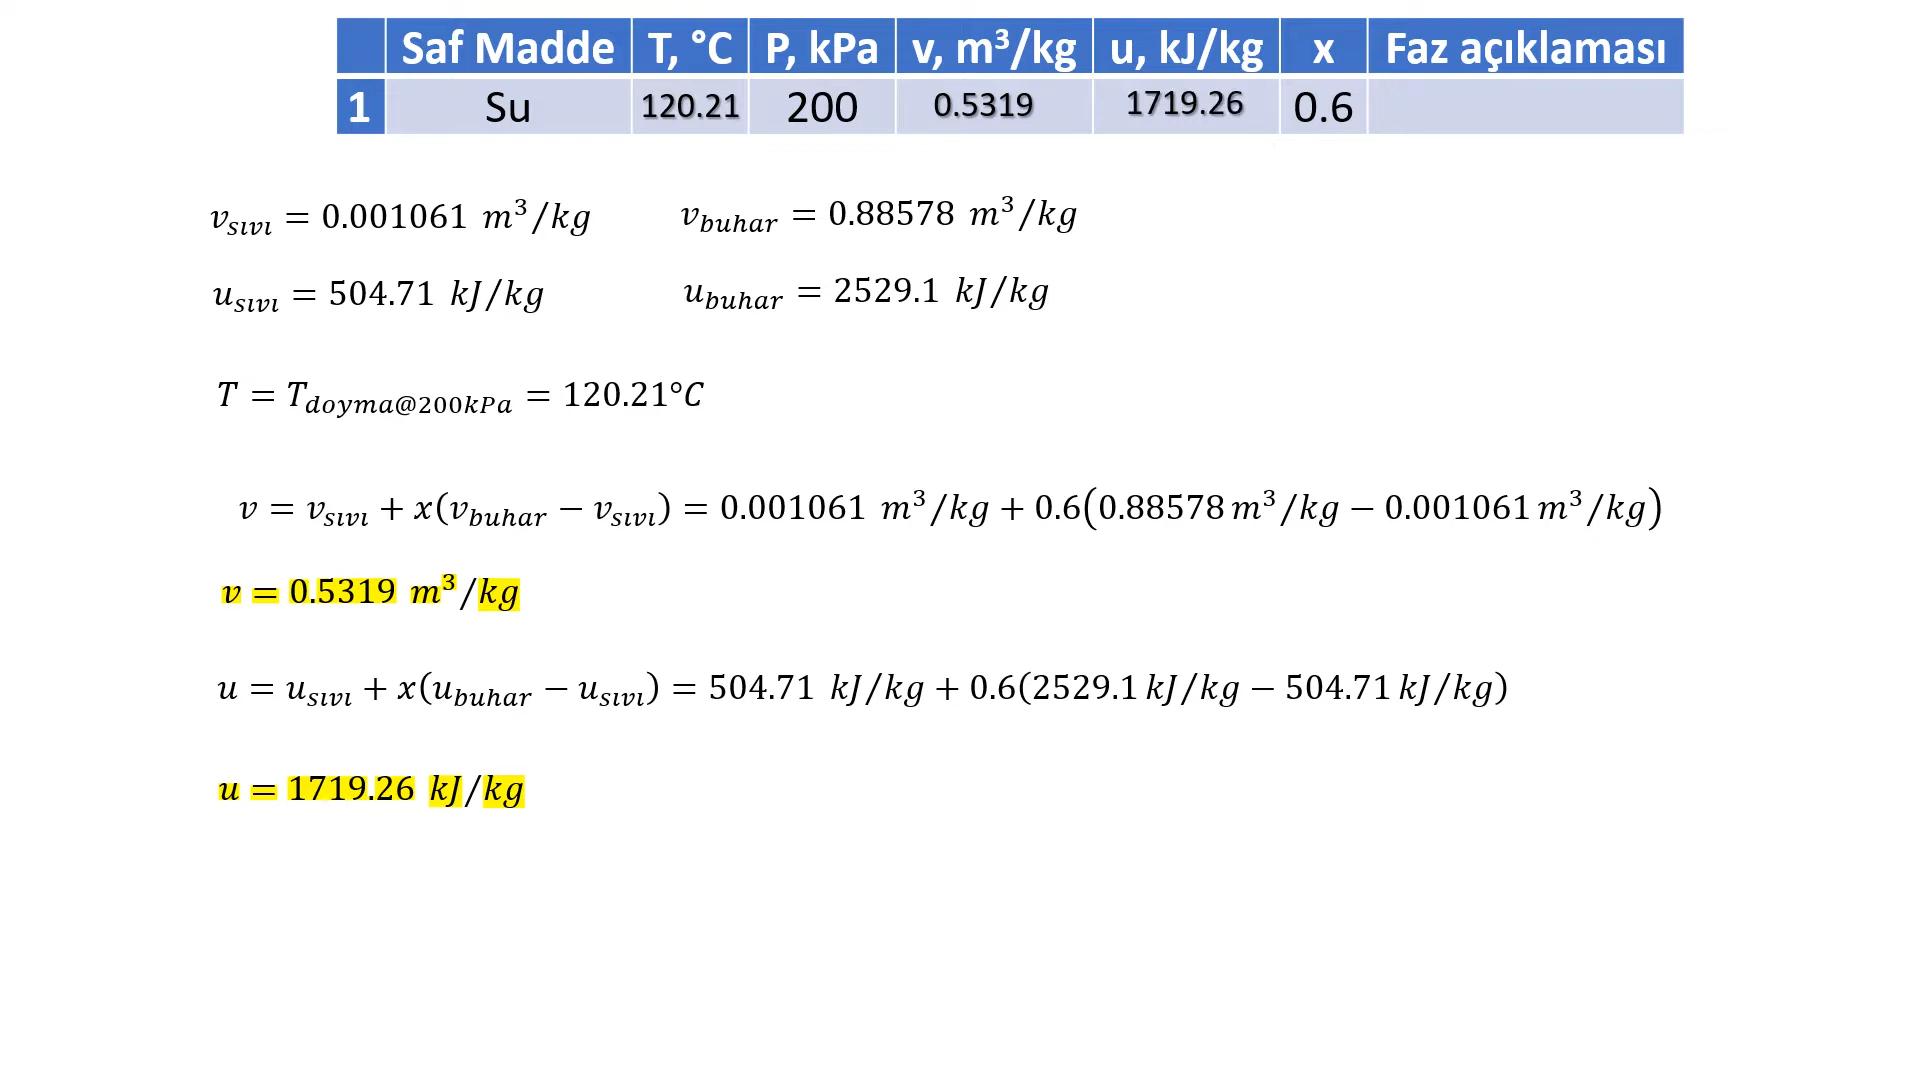 Saf Madde T, °C P, kPa v, m³/kg u, kJ/kg x Faz açıklaması
1 Su 120.21 200 0.5319 1719.26 0.6
v_sıvı = 0.001061 m³/kg v_buhar = 0.88578 m³/kg
u_sıvı = 504.71 kJ/kg u_buhar = 2529.1 kJ/kg
T = T_doyma@200kPa = 120.21°C
v = v_sıvı + x(v_buhar − v_sıvı) = 0.001061 m³/kg + 0.6(0.88578 m³/kg − 0.001061 m³/kg)
v = 0.5319 m³/kg
u = u_sıvı + x(u_buhar − u_sıvı) = 504.71 kJ/kg + 0.6(2529.1 kJ/kg − 504.71 kJ/kg)
u = 1719.26 kJ/kg